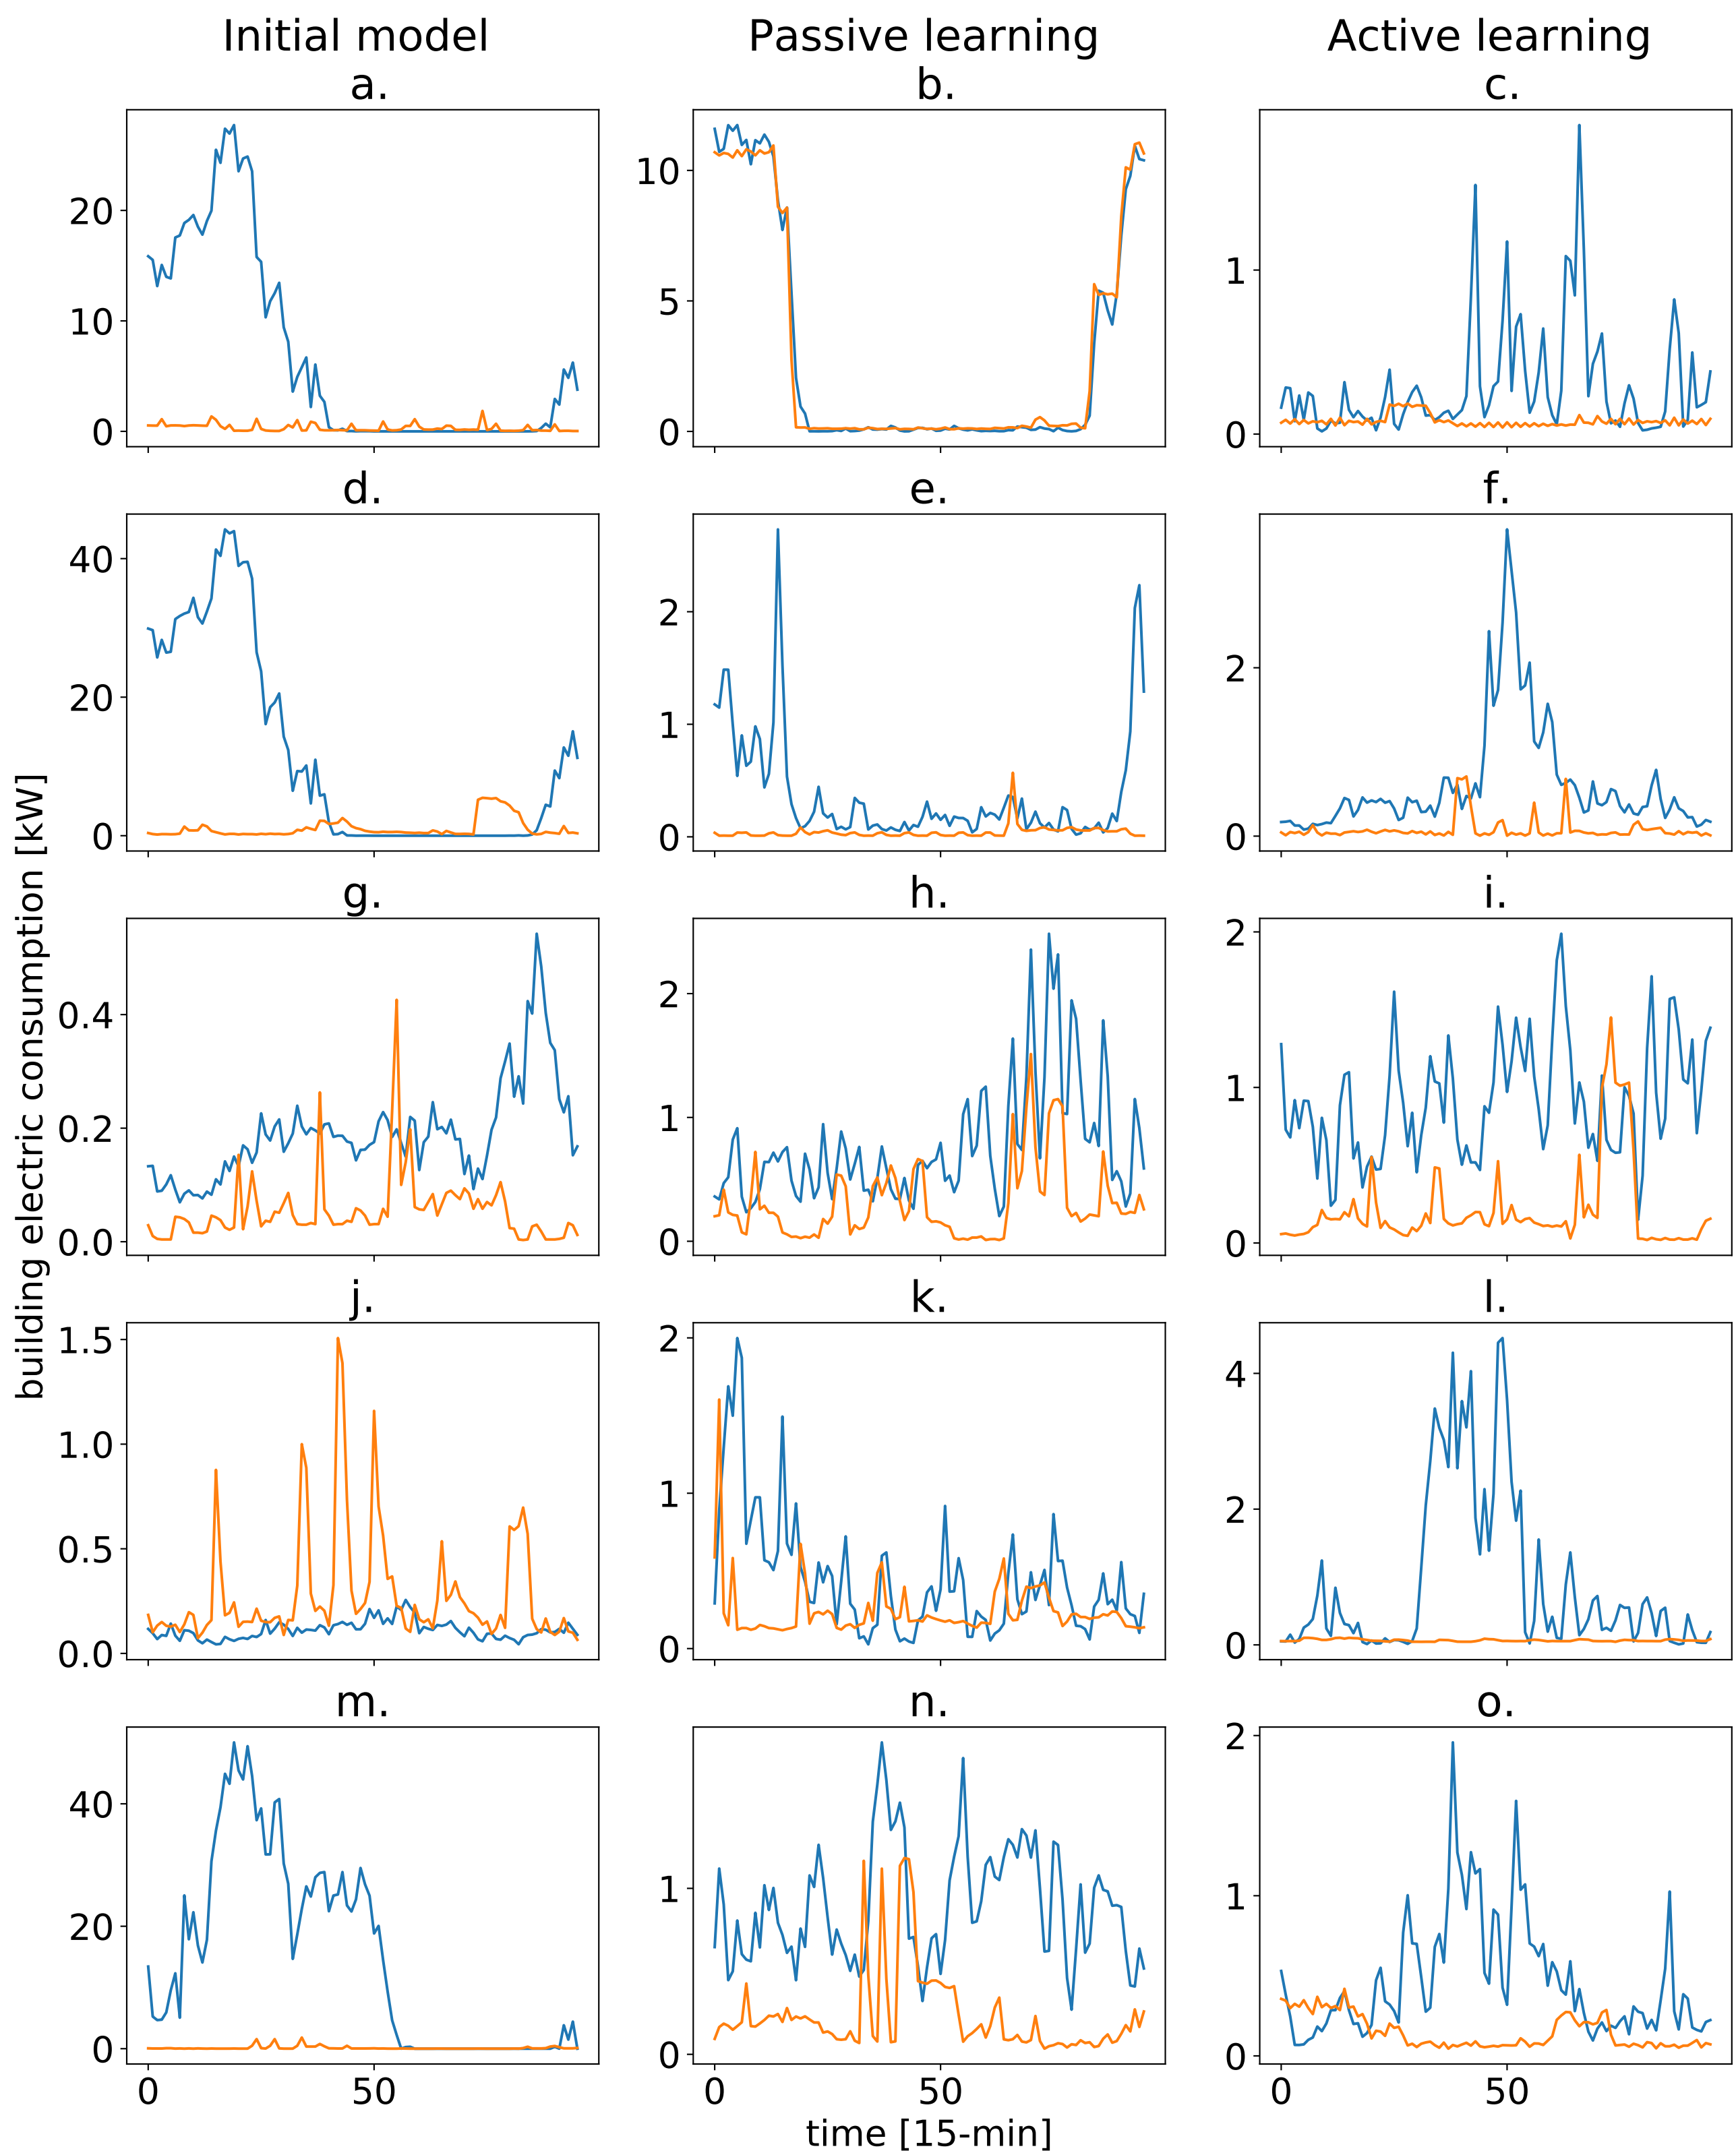 Initial model
Passive learning
Active learning
a.
b.
c.
20
10
0
10
5
0
1
0
d.
e.
f.
40
20
0
2
1
0
2
0
g.
h.
i.
0.4
0.2
0.0
2
1
0
2
1
0
j.
k.
l.
1.5
1.0
0.5
0.0
2
1
0
4
2
0
m.
n.
o.
40
20
0
1
0
2
1
0
0 50
0 50
0 50
building electric consumption [kW]
time [15-min]